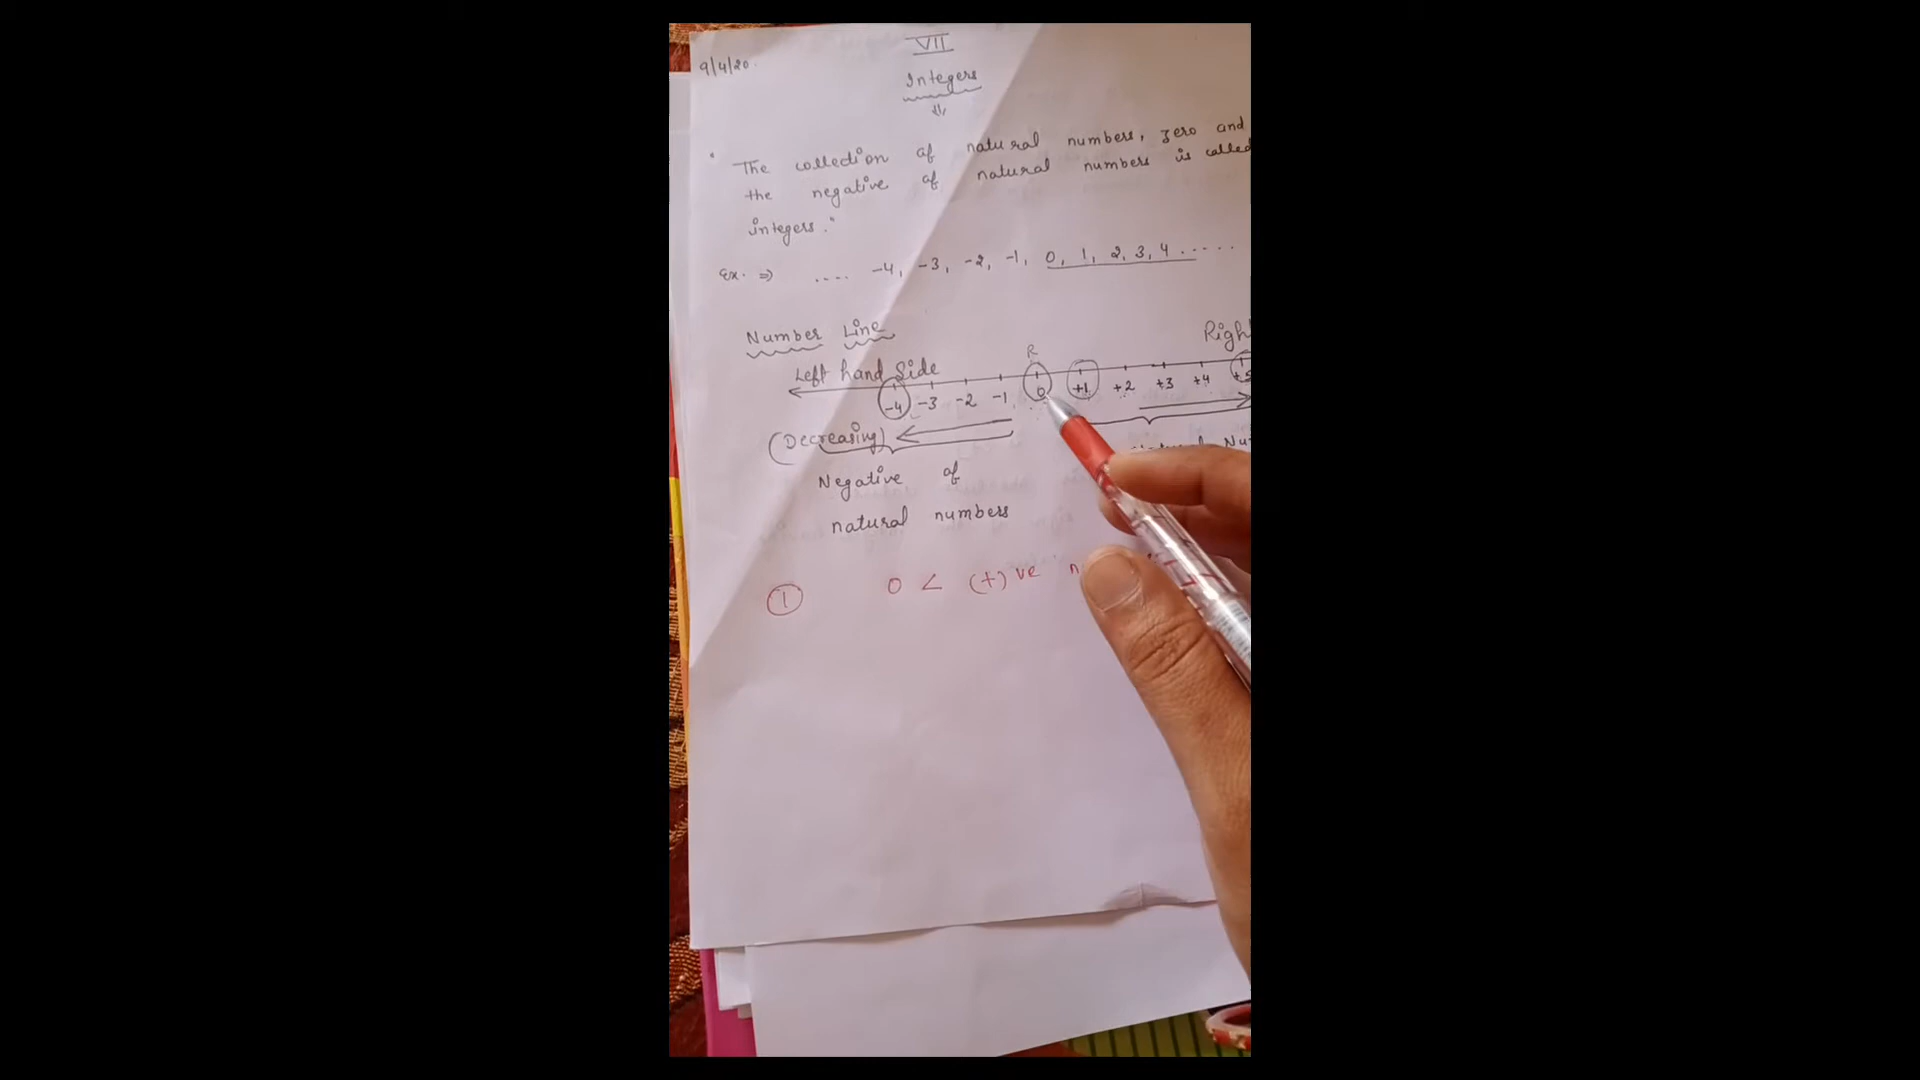 VII
9/4/20.
Integers
"The collection of natural numbers, zero and
the negative of natural numbers is called
integers."
Ex. ⇒ .... -4, -3, -2, -1, 0, 1, 2, 3, 4 .....
Number Line
Left hand Side
R
-4 -3 -2 -1 0 +1 +2 +3 +4 +5
(Decreasing)
Negative of
natural numbers
① 0 < (+)ve